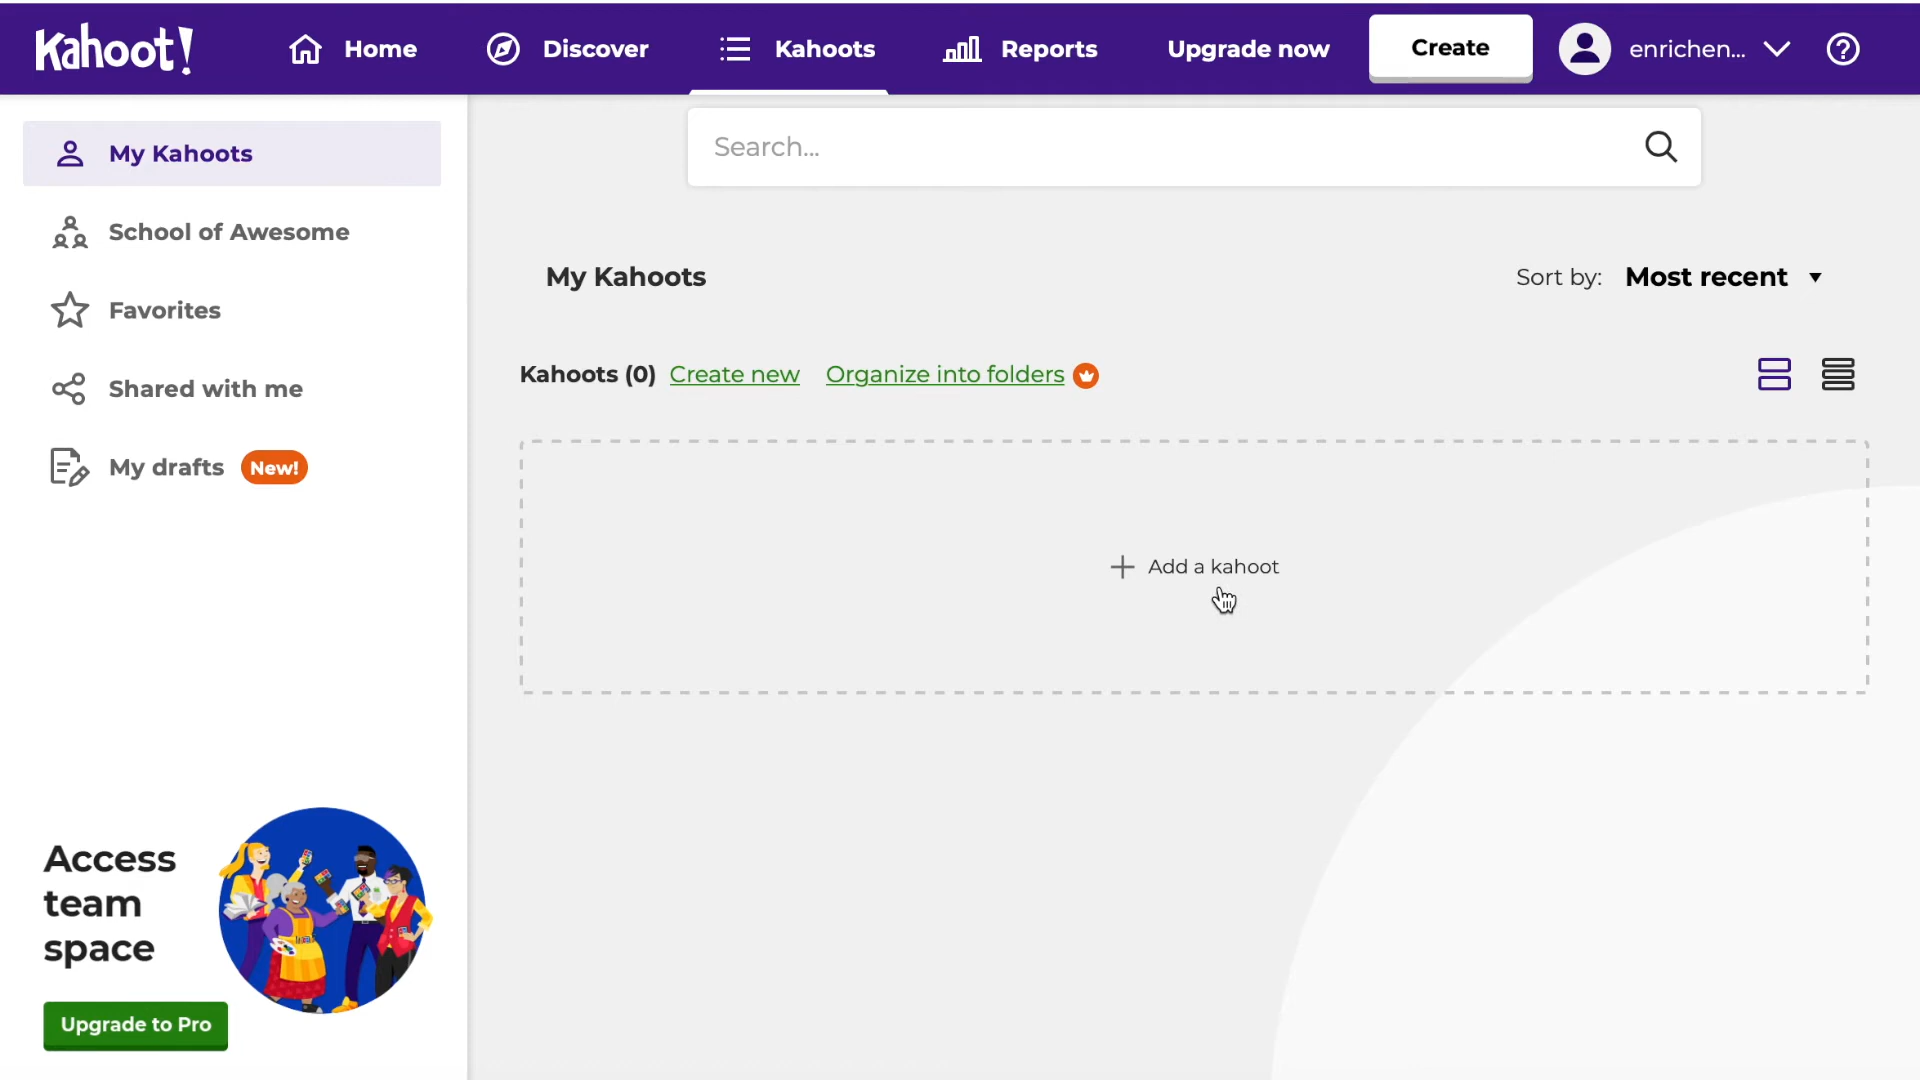 Kahoot!
Home
Discover
Kahoots
Reports
Upgrade now
Create
enrichen...
My Kahoots
School of Awesome
Favorites
Shared with me
My drafts New!
Search...
My Kahoots
Sort by: Most recent
Kahoots (0) Create new Organize into folders
Add a kahoot
Access
team
space
Upgrade to Pro